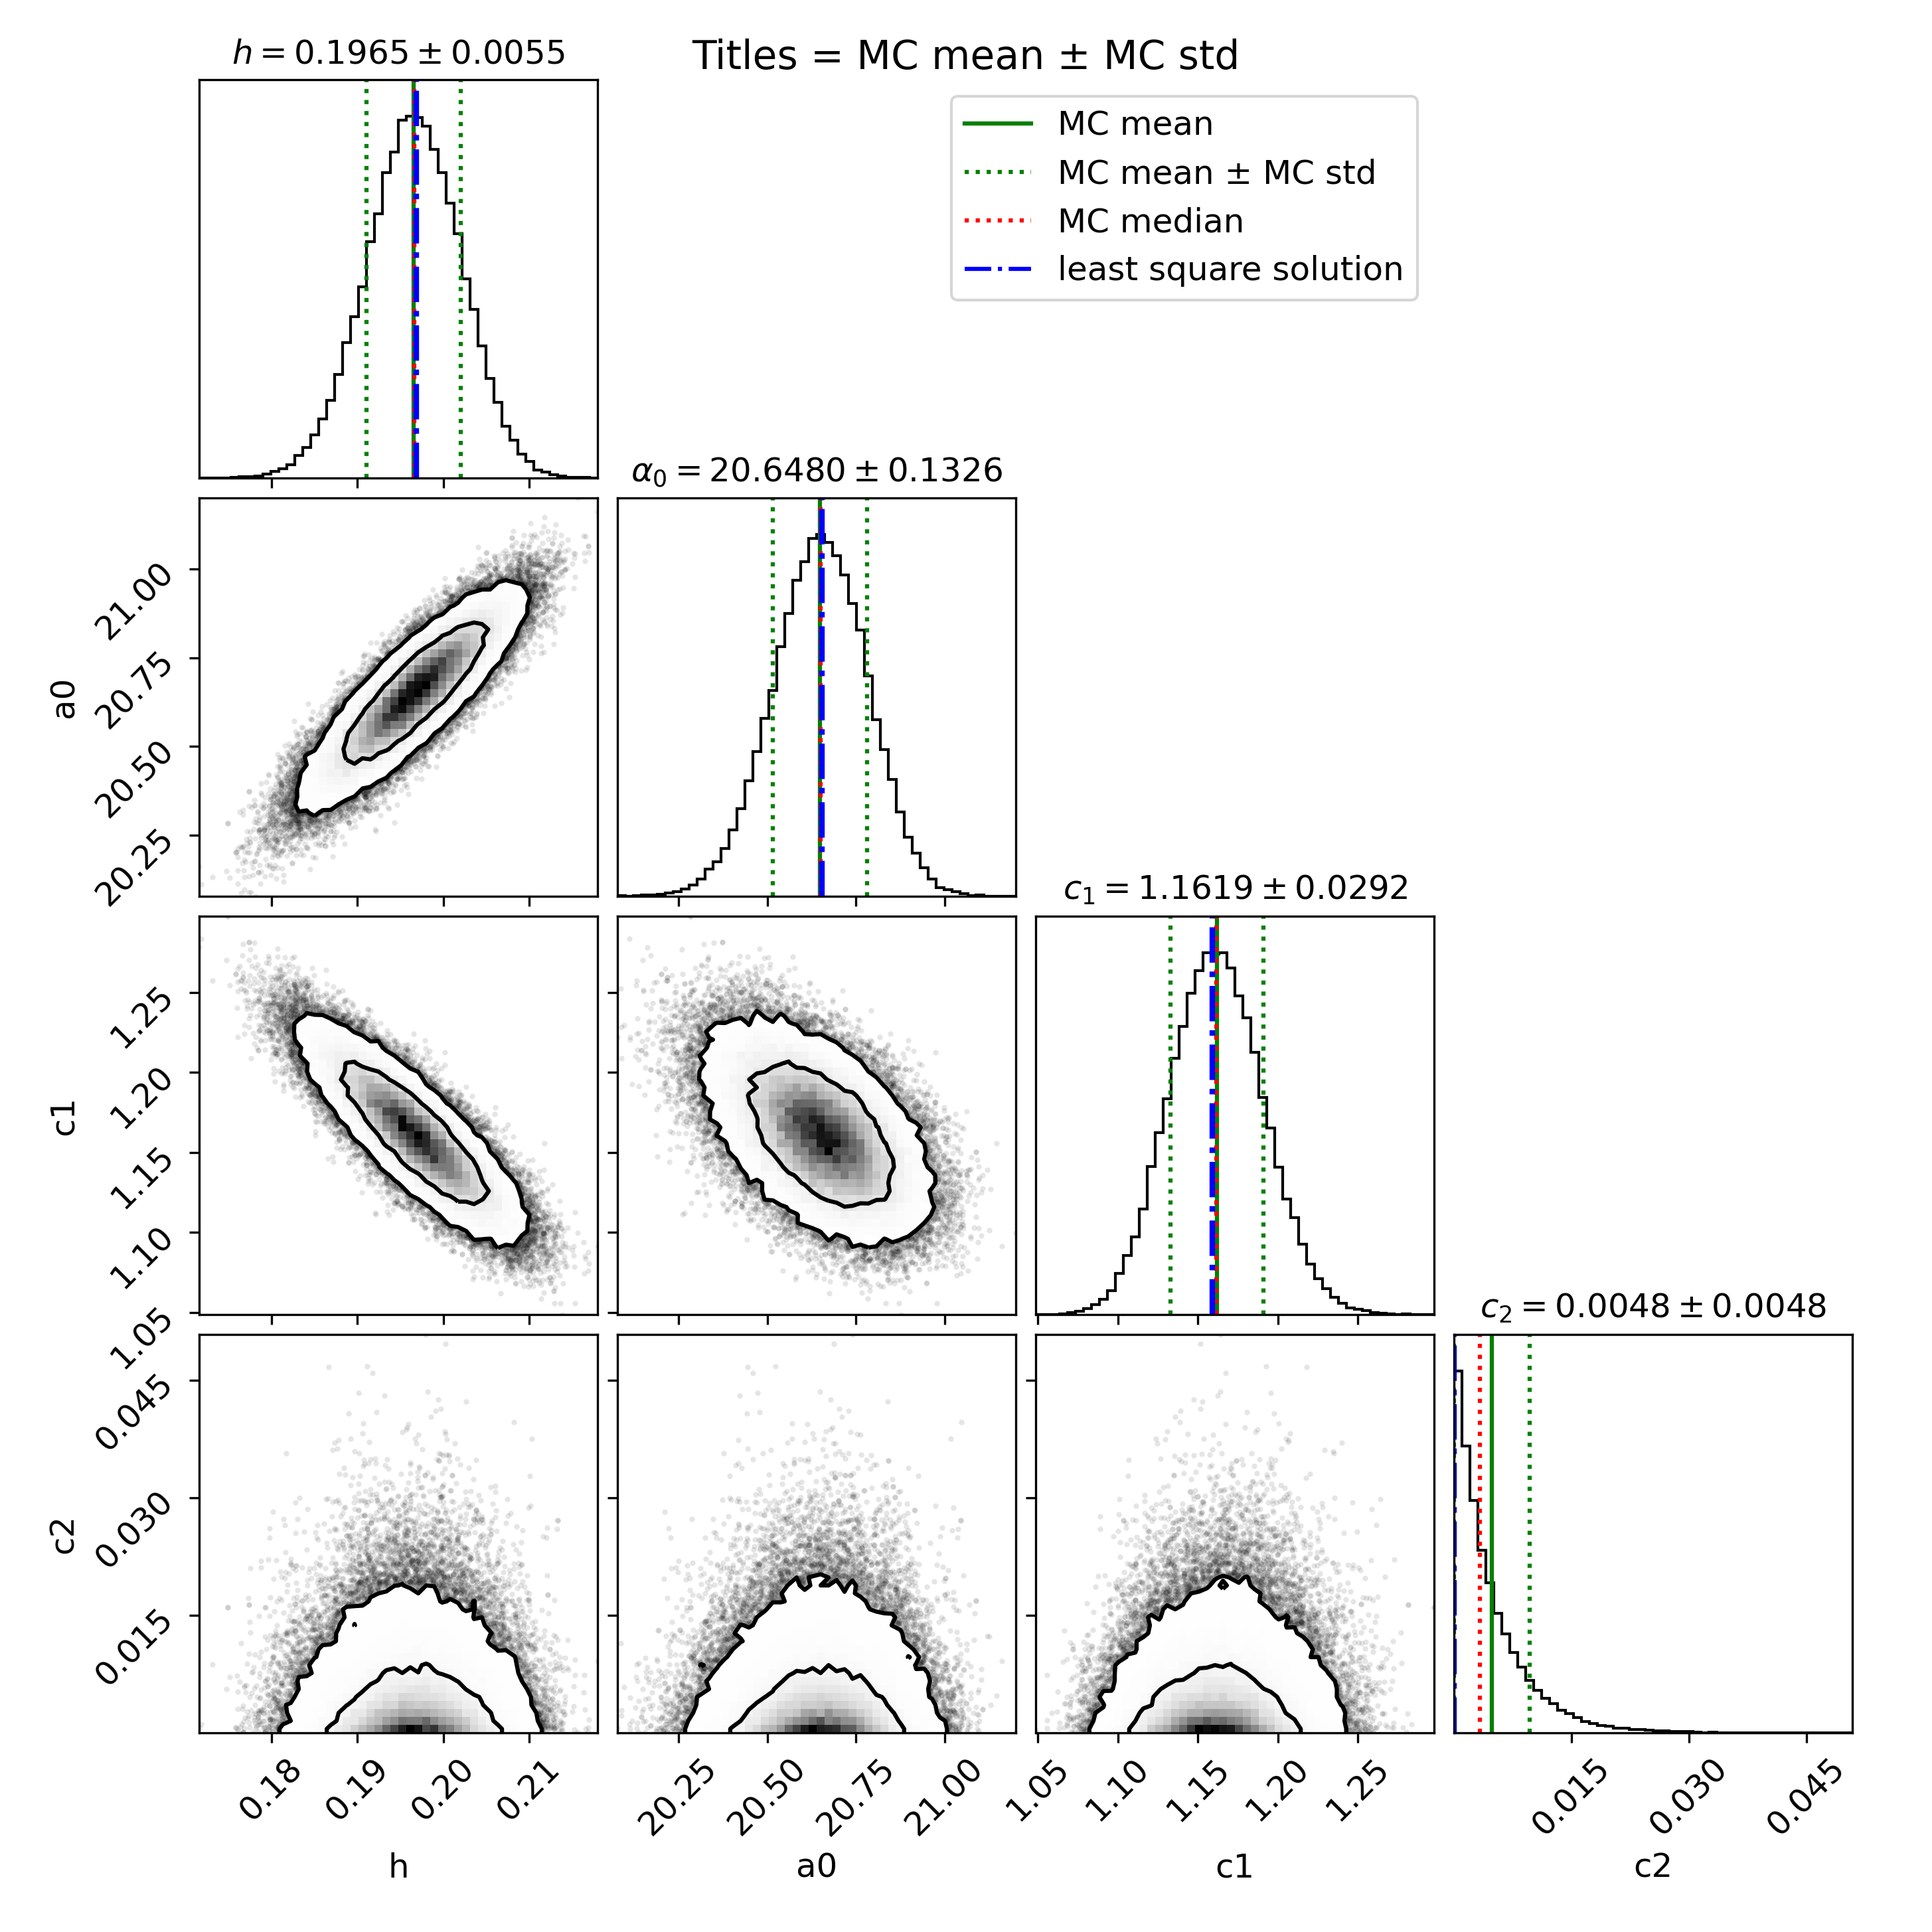 Titles = MC mean ± MC std
h = 0.1965 ± 0.0055
MC mean
MC mean ± MC std
MC median
least square solution
α₀ = 20.6480 ± 0.1326
a0
21.00
20.75
20.50
20.25
c₁ = 1.1619 ± 0.0292
c1
1.25
1.20
1.15
1.10
1.05
c₂ = 0.0048 ± 0.0048
c2
0.045
0.030
0.015
0.18 0.19 0.20 0.21
20.25 20.50 20.75 21.00
1.05 1.10 1.15 1.20 1.25
0.015 0.030 0.045
h
a0
c1
c2